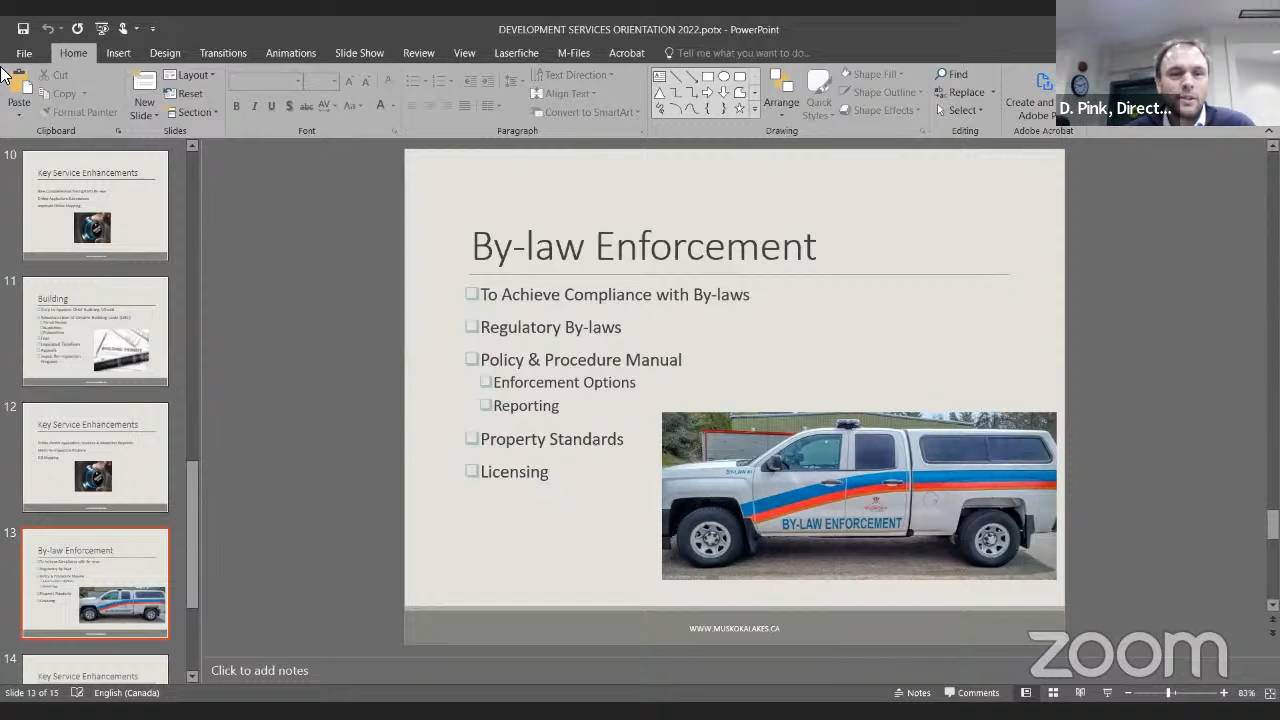 DEVELOPMENT SERVICES ORIENTATION 2022.potx - PowerPoint
File Home Insert Design Transitions Animations Slide Show Review View Laserfiche M-Files Acrobat Tell me what you want to do...
Paste
Cut
Copy
Format Painter
Clipboard
New
Slide
Layout
Reset
Section
Slides
Font
Text Direction
Align Text
Convert to SmartArt
Paragraph
Arrange
Quick
Styles
Shape Fill
Shape Outline
Shape Effects
Drawing
Find
Replace
Select
Editing
Create and
Adobe
Adobe Acrobat
D. Pink, Direct...
10
Key Service Enhancements
11
Building
12
Key Service Enhancements
13
By-law Enforcement
14
Key Service Enhancements
By-law Enforcement
To Achieve Compliance with By-laws
Regulatory By-laws
Policy & Procedure Manual
Enforcement Options
Reporting
Property Standards
Licensing
BY-LAW ENFORCEMENT
WWW.MUSKOKALAKES.CA
zoom
Click to add notes
Slide 13 of 15 English (Canada) Notes Comments 83%